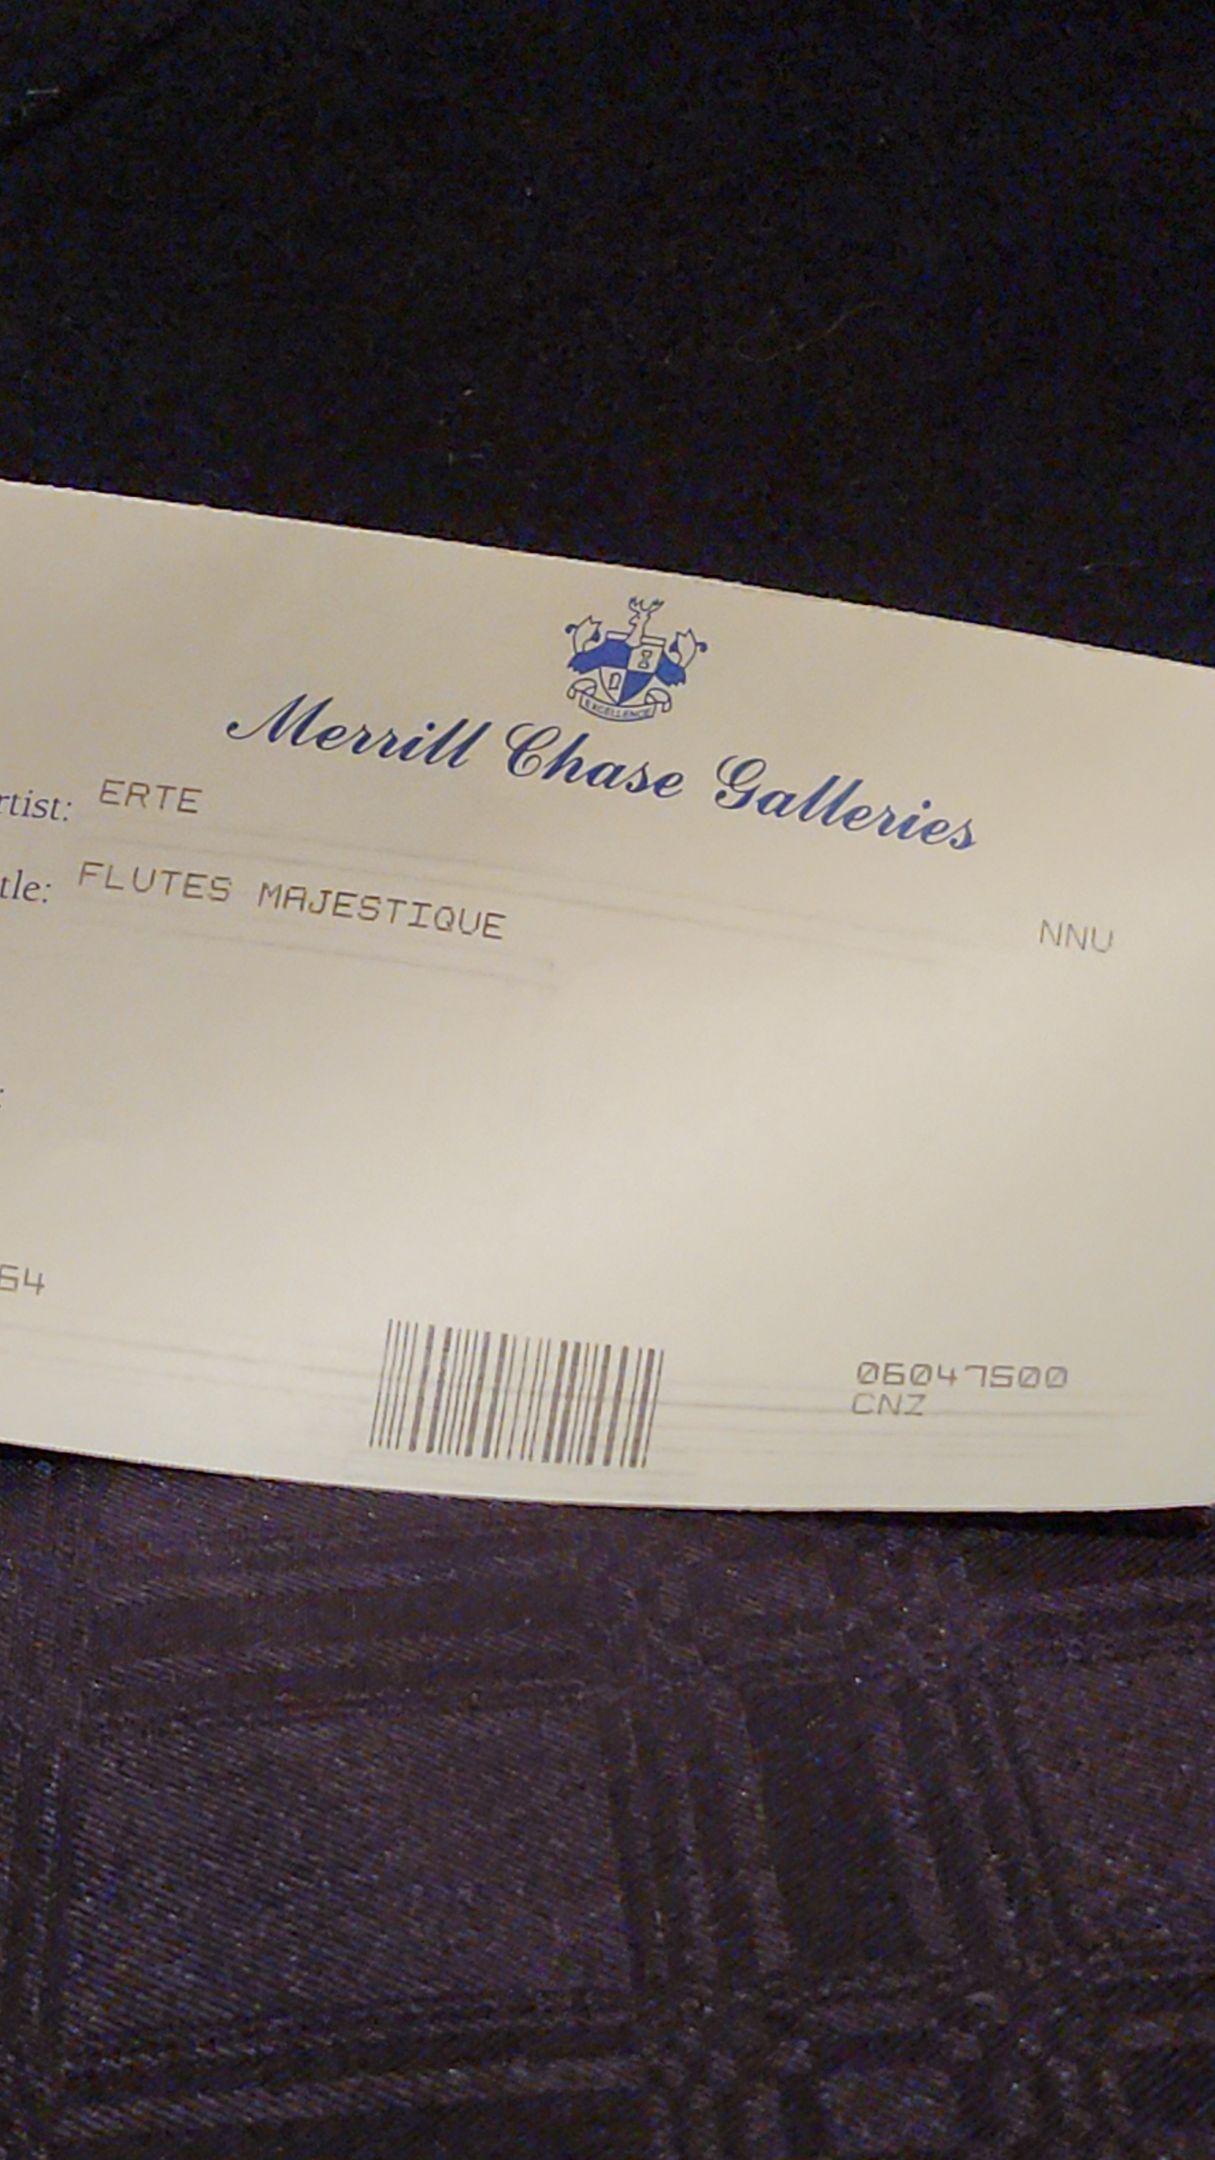 EXCELLENCE
Merrill Chase Galleries
rtist: ERTE
tle: FLUTES MAJESTIQUE
NNU
64
06047500
CNZ